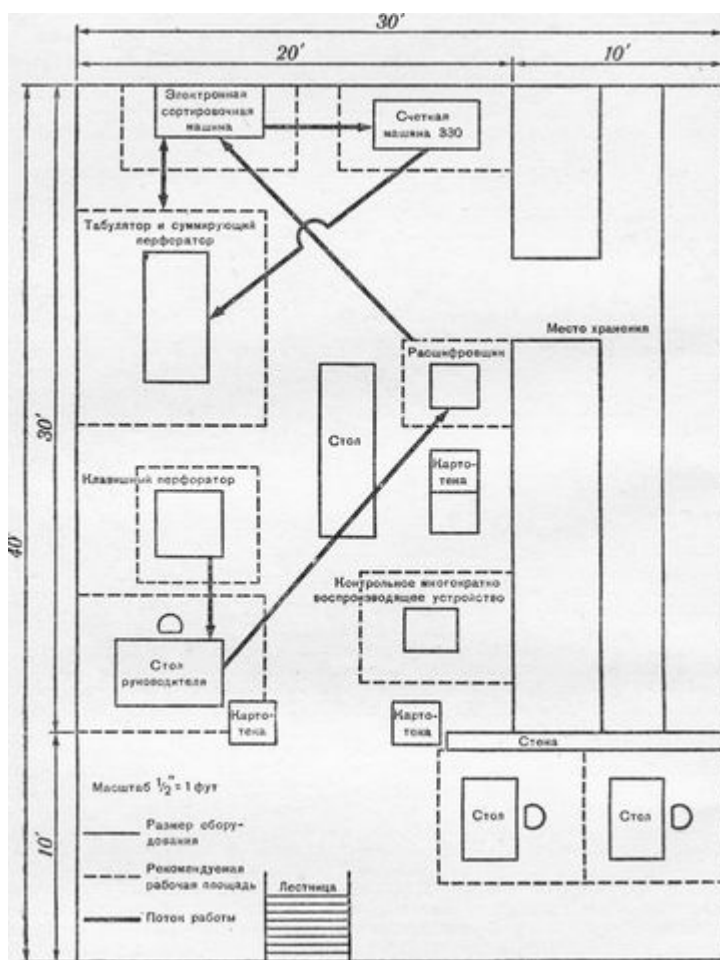 30'
20'
10'
Электронная
сортировочная
машина
Счетная
машина 330
Табулятор и суммирующий
перфоратор
Место хранения
Расшифровщик
30'
40'
Стол
Карто-
тека
Клавишный перфоратор
Контрольное многократно
воспроизводящее устройство
Стол
руководителя
Карто-
тека
Карто-
тека
Стена
Масштаб 1/2" = 1 фут
Стол
Стол
Размер обору-
дования
10'
Рекомендуемая
рабочая площадь
Лестница
Поток работы